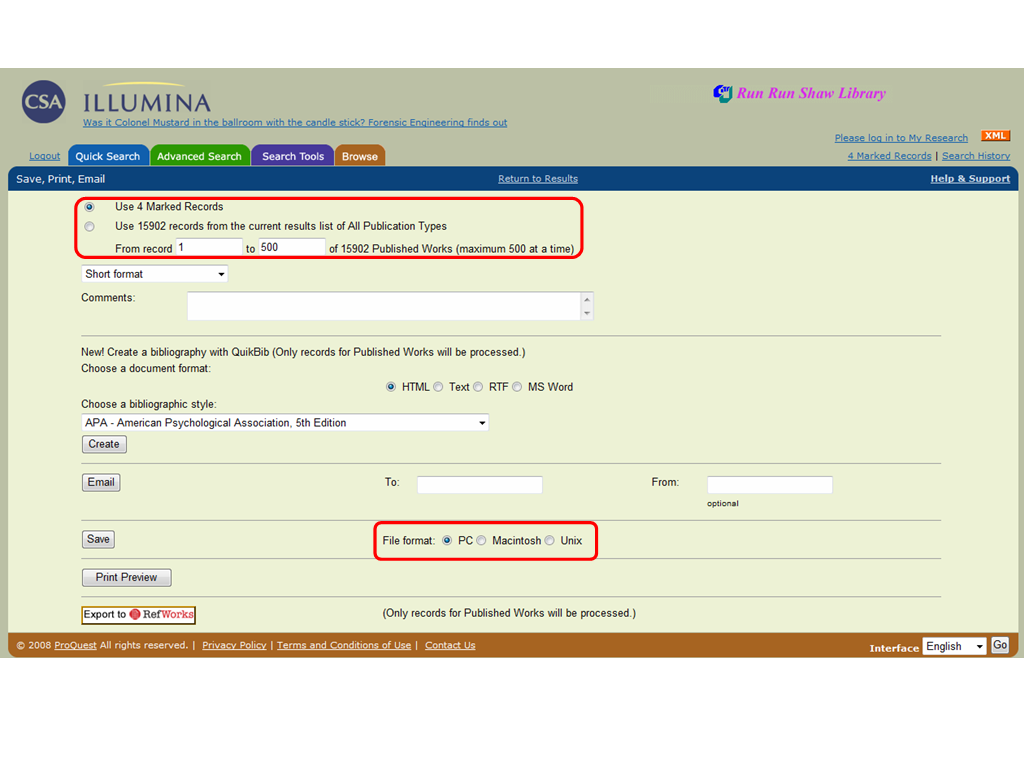 CSA ILLUMINA
Run Run Shaw Library
Was it Colonel Mustard in the ballroom with the candle stick? Forensic Engineering finds out
Please log in to My Research XML
Logout Quick Search Advanced Search Search Tools Browse 4 Marked Records | Search History
Save, Print, Email Return to Results Help & Support
Use 4 Marked Records
Use 15902 records from the current results list of All Publication Types
From record 1 to 500 of 15902 Published Works (maximum 500 at a time)
Short format
Comments:
New! Create a bibliography with QuikBib (Only records for Published Works will be processed.)
Choose a document format:
HTML Text RTF MS Word
Choose a bibliographic style:
APA - American Psychological Association, 5th Edition
Create
Email To: From:
optional
Save File format: PC Macintosh Unix
Print Preview
Export to RefWorks (Only records for Published Works will be processed.)
© 2008 ProQuest All rights reserved. | Privacy Policy | Terms and Conditions of Use | Contact Us
Interface English Go